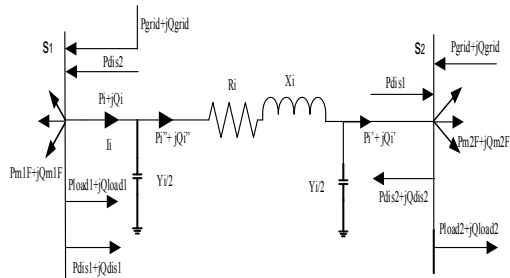 Pgrid+jQgrid
S1
Pdis2
Pi+jQi
Ii
Pi''+ jQi''
Ri
Xi
Yi/2
Yi/2
Pm1F+jQm1F
Pload1+jQload1
Pdis1+jQdis1
S2
Pgrid+jQgrid
Pdis1
Pi'+ jQi'
Pm2F+jQm2F
Pdis2+jQdis2
Pload2+jQload2